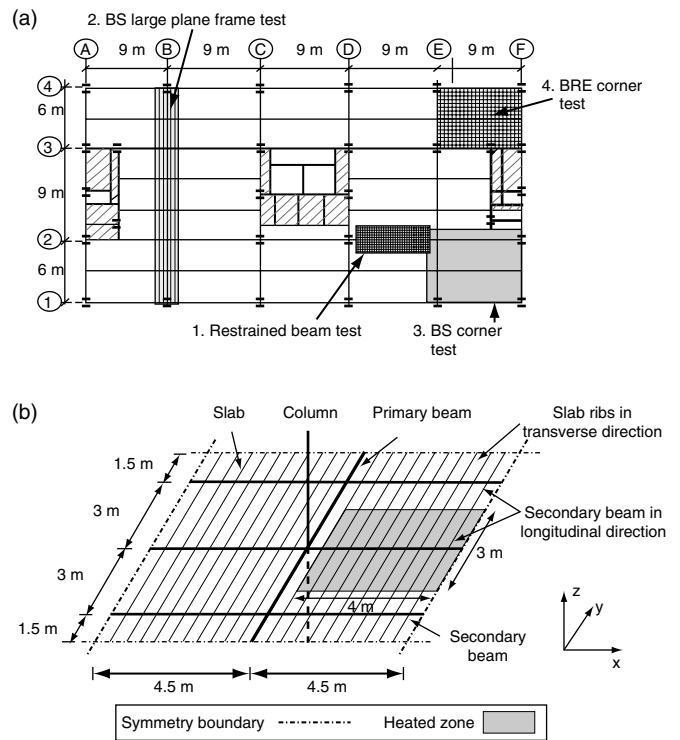 (a)
2. BS large plane frame test
A 9 m B 9 m C 9 m D 9 m E 9 m F
4
6 m
4. BRE corner
test
3
9 m
2
6 m
1
1. Restrained beam test
3. BS corner
test
(b)
Slab
Column
Primary beam
Slab ribs in
transverse direction
1.5 m
3 m
Secondary beam in
longitudinal direction
3 m
3 m
4 m
1.5 m
Secondary
beam
z
y
x
4.5 m
4.5 m
Symmetry boundary
Heated zone